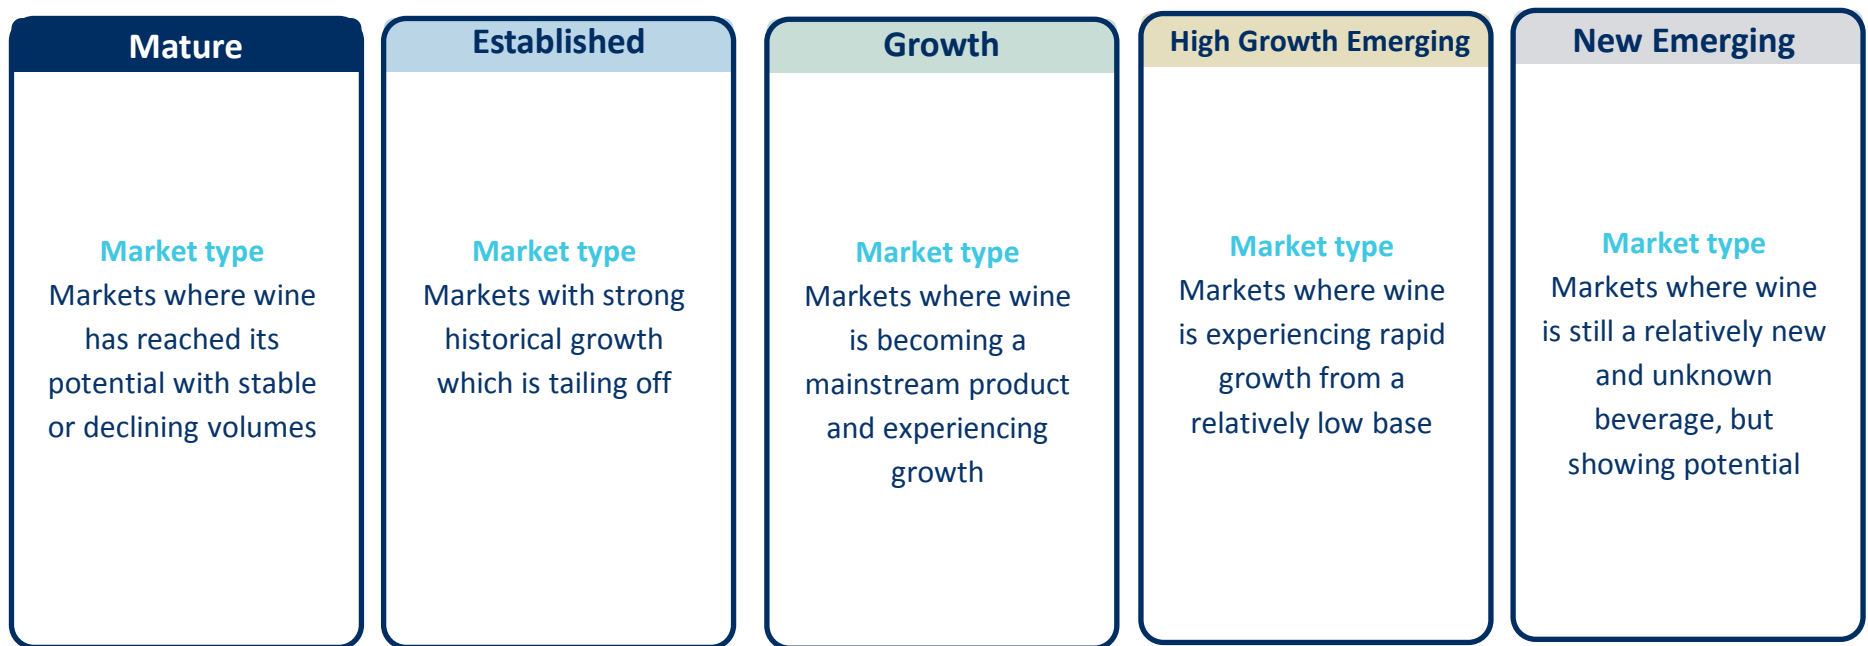 Mature
Market type
Markets where wine
has reached its
potential with stable
or declining volumes
Established
Market type
Markets with strong
historical growth
which is tailing off
Growth
Market type
Markets where wine
is becoming a
mainstream product
and experiencing
growth
High Growth Emerging
Market type
Markets where wine
is experiencing rapid
growth from a
relatively low base
New Emerging
Market type
Markets where wine
is still a relatively new
and unknown
beverage, but
showing potential